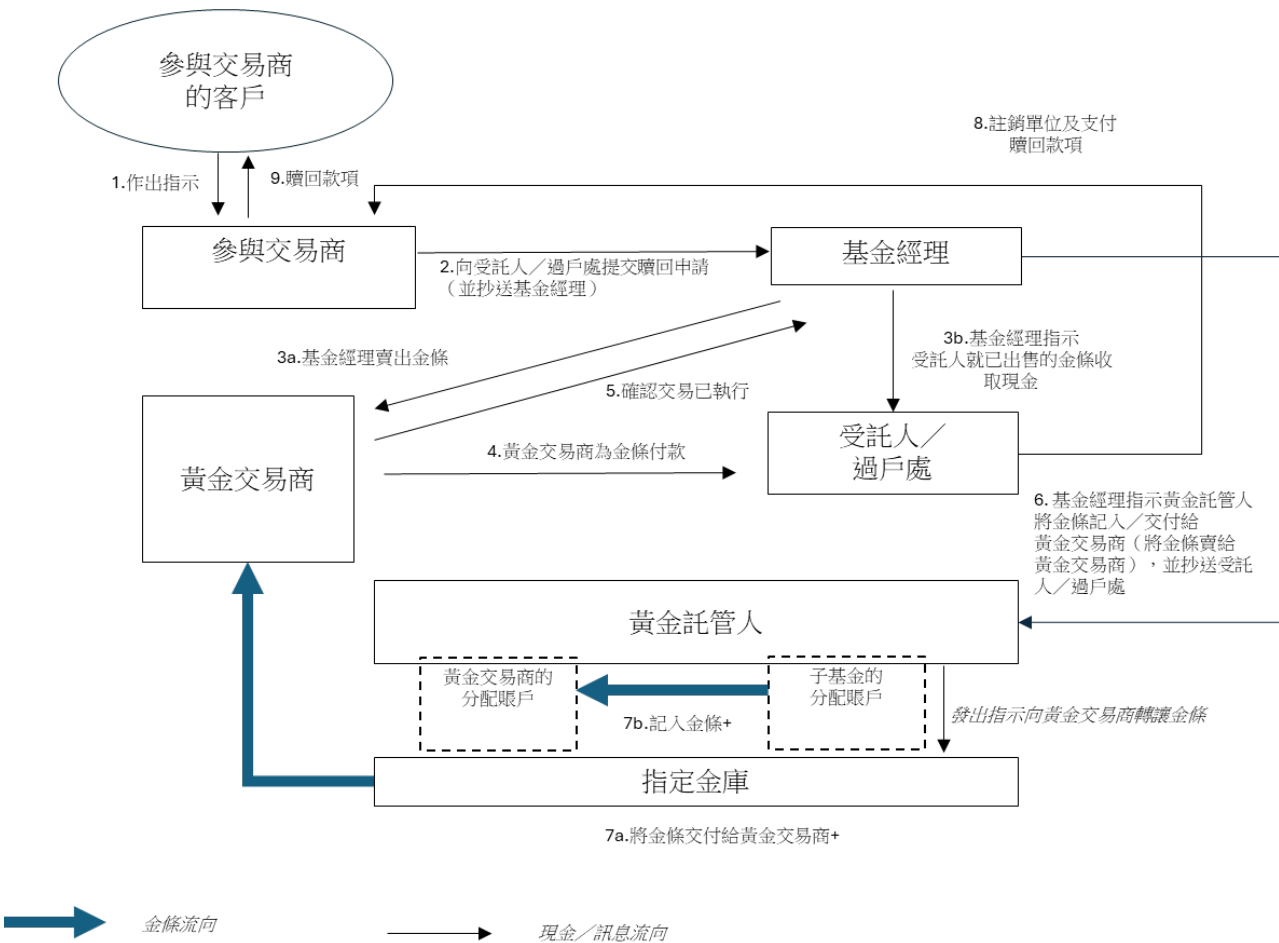 參與交易商
的客戶
8.註銷單位及支付
贖回款項
1.作出指示
9.贖回款項
參與交易商
基金經理
2.向受託人／過戶處提交贖回申請
（並抄送基金經理）
3a.基金經理賣出金條
3b.基金經理指示
受託人就已出售的金條收
取現金
5.確認交易已執行
黃金交易商
4.黃金交易商為金條付款
受託人／
過戶處
6. 基金經理指示黃金託管人
將金條記入／交付給
黃金交易商（將金條賣給
黃金交易商），並抄送受託
人／過戶處
黃金託管人
黃金交易商的
分配賬戶
子基金的
分配賬戶
7b.記入金條+
發出指示向黃金交易商轉讓金條
指定金庫
7a.將金條交付給黃金交易商+
金條流向
現金／訊息流向